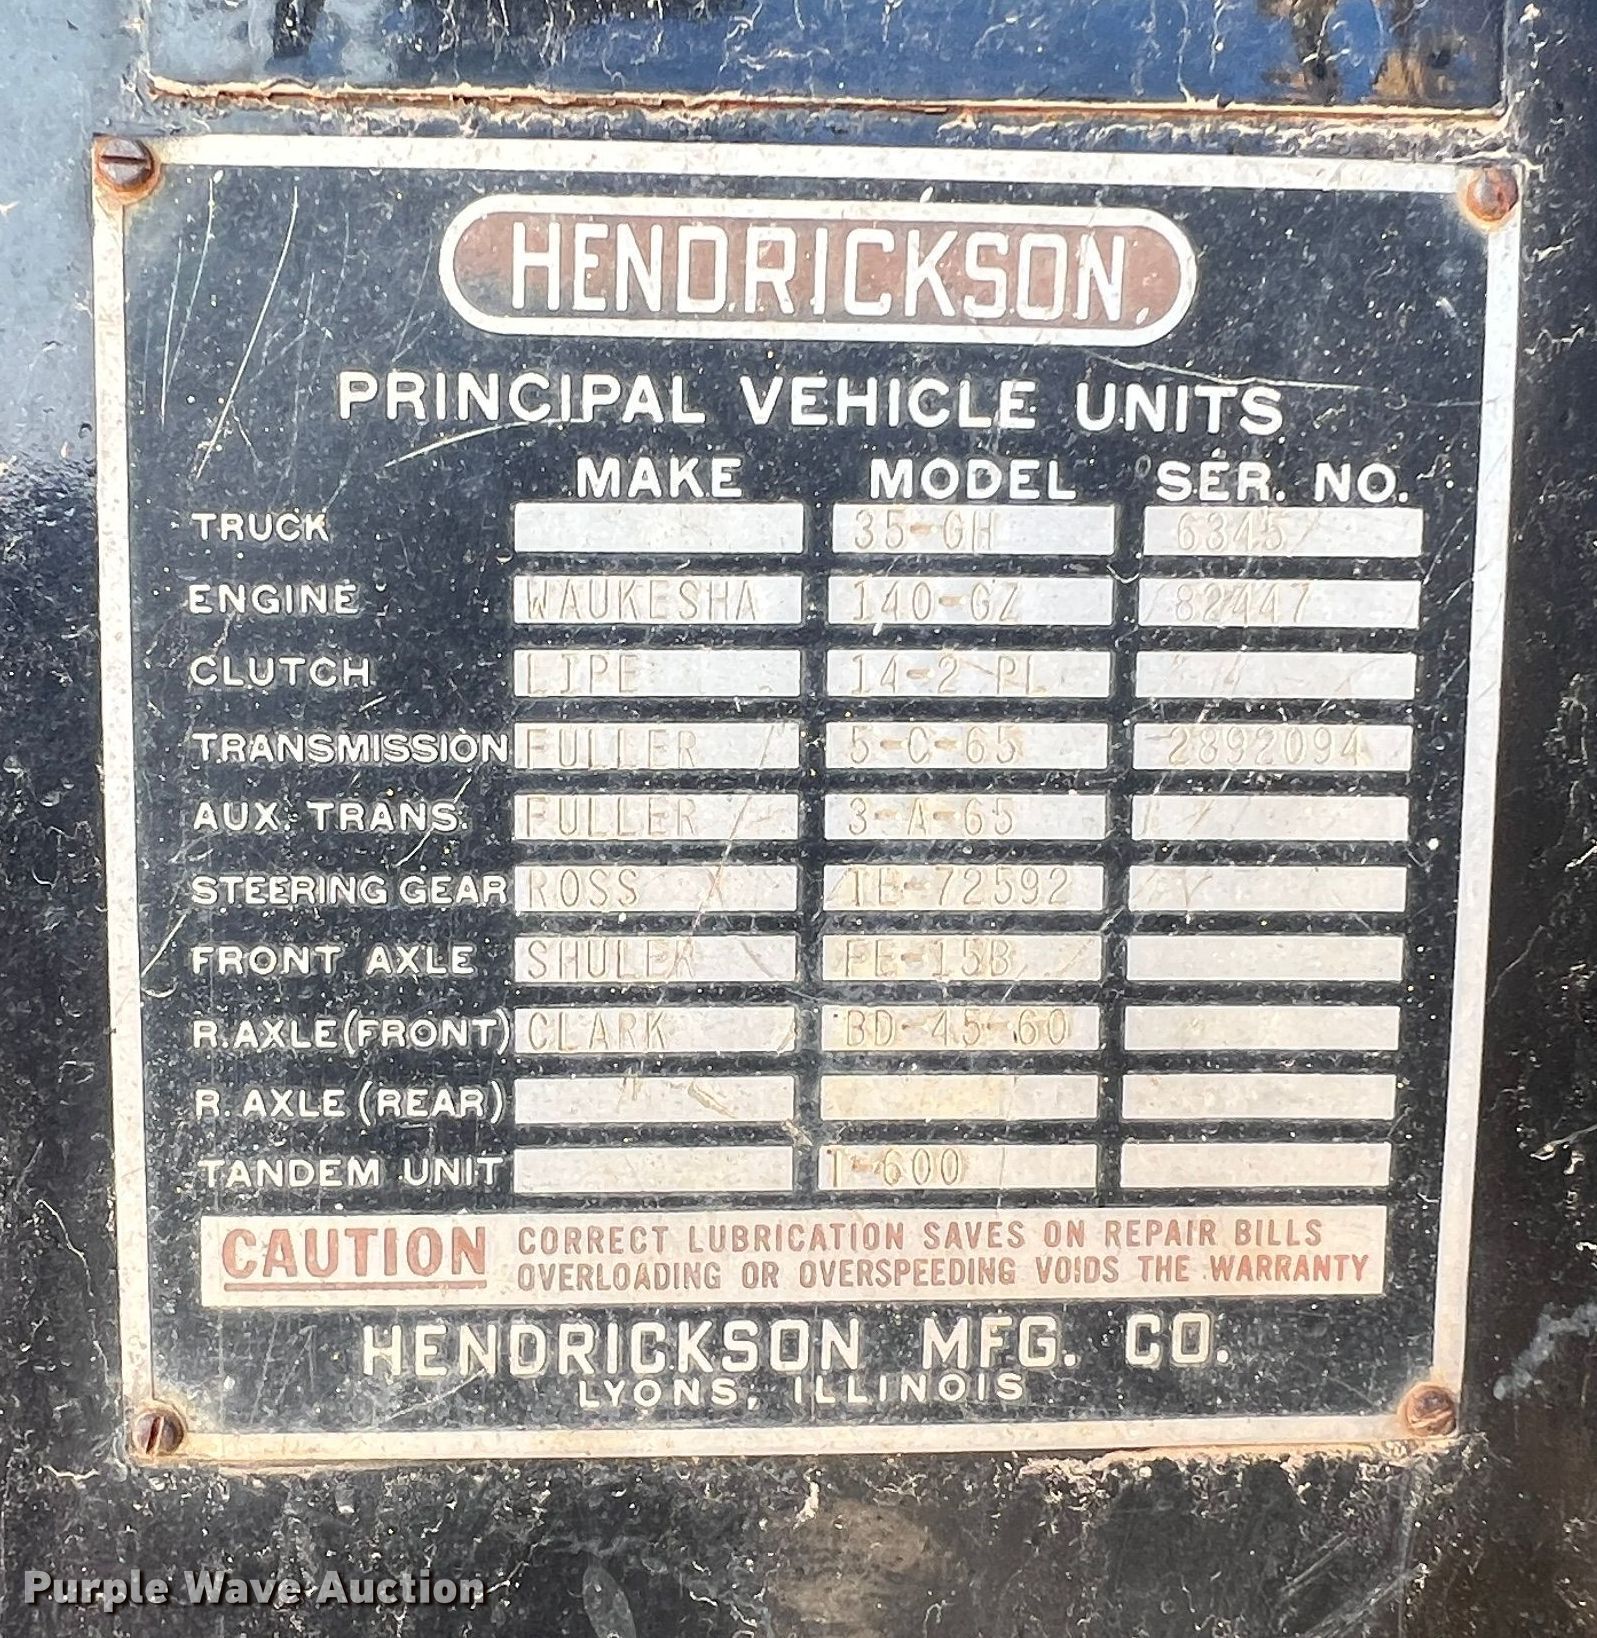 HENDRICKSON
PRINCIPAL VEHICLE UNITS
MAKE MODEL SER. NO.
TRUCK 35-GH 6345
ENGINE WAUKESHA 140-GZ 82447
CLUTCH LIPE 14-2 PL
TRANSMISSION FULLER 5-C-65 2892094
AUX. TRANS. FULLER 3-A-65
STEERING GEAR ROSS TE-72592
FRONT AXLE SHULER FE-15B
R. AXLE (FRONT) CLARK BD-45-60
R. AXLE (REAR)
TANDEM UNIT T-600
CAUTION CORRECT LUBRICATION SAVES ON REPAIR BILLS
OVERLOADING OR OVERSPEEDING VOIDS THE WARRANTY
HENDRICKSON MFG. CO.
LYONS, ILLINOIS
Purple Wave Auction